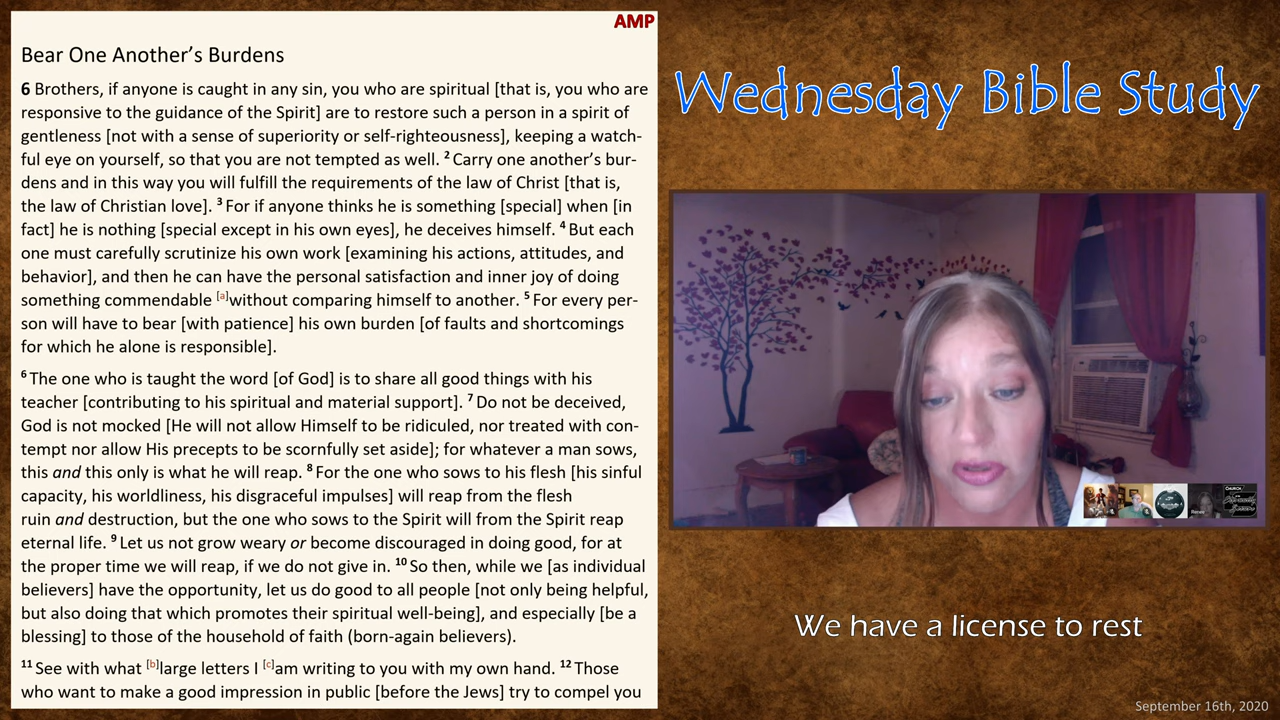 AMP
Bear One Another’s Burdens
6 Brothers, if anyone is caught in any sin, you who are spiritual [that is, you who are
responsive to the guidance of the Spirit] are to restore such a person in a spirit of
gentleness [not with a sense of superiority or self-righteousness], keeping a watch-
ful eye on yourself, so that you are not tempted as well. 2 Carry one another’s bur-
dens and in this way you will fulfill the requirements of the law of Christ [that is,
the law of Christian love]. 3 For if anyone thinks he is something [special] when [in
fact] he is nothing [special except in his own eyes], he deceives himself. 4 But each
one must carefully scrutinize his own work [examining his actions, attitudes, and
behavior], and then he can have the personal satisfaction and inner joy of doing
something commendable [a]without comparing himself to another. 5 For every per-
son will have to bear [with patience] his own burden [of faults and shortcomings
for which he alone is responsible].
6 The one who is taught the word [of God] is to share all good things with his
teacher [contributing to his spiritual and material support]. 7 Do not be deceived,
God is not mocked [He will not allow Himself to be ridiculed, nor treated with con-
tempt nor allow His precepts to be scornfully set aside]; for whatever a man sows,
this and this only is what he will reap. 8 For the one who sows to his flesh [his sinful
capacity, his worldliness, his disgraceful impulses] will reap from the flesh
ruin and destruction, but the one who sows to the Spirit will from the Spirit reap
eternal life. 9 Let us not grow weary or become discouraged in doing good, for at
the proper time we will reap, if we do not give in. 10 So then, while we [as individual
believers] have the opportunity, let us do good to all people [not only being helpful,
but also doing that which promotes their spiritual well-being], and especially [be a
blessing] to those of the household of faith (born-again believers).
11 See with what [b]large letters I [c]am writing to you with my own hand. 12 Those
who want to make a good impression in public [before the Jews] try to compel you
Wednesday Bible Study
Renee
CHURCH
We have a license to rest
September 16th, 2020